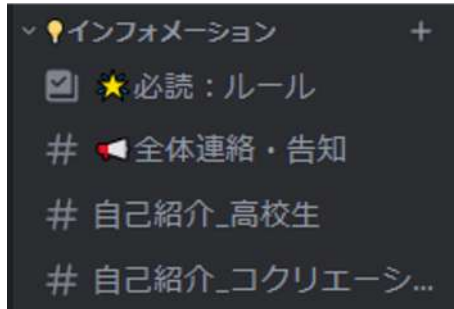 💡インフォメーション
🌟必読：ルール
📢全体連絡・告知
自己紹介_高校生
自己紹介_コクリエーシ...